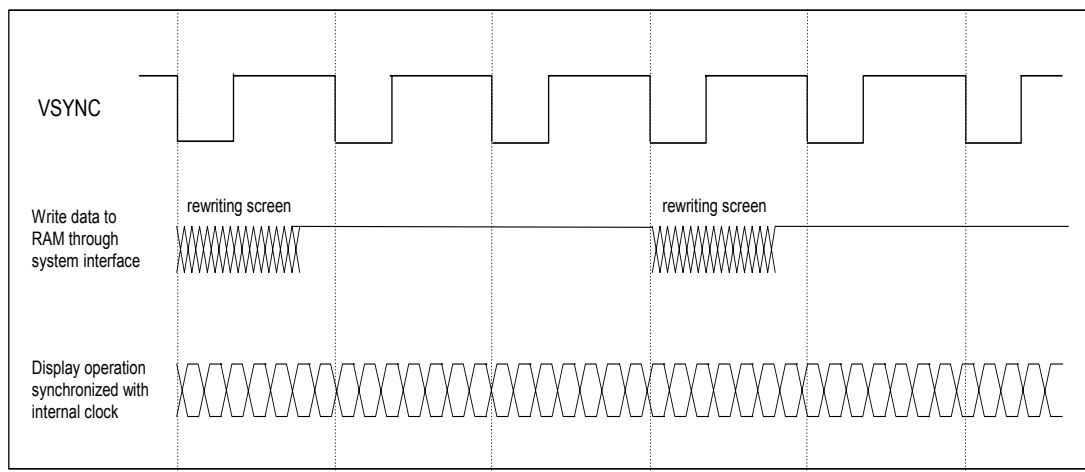 VSYNC
rewriting screen
rewriting screen
Write data to
RAM through
system interface
Display operation
synchronized with
internal clock